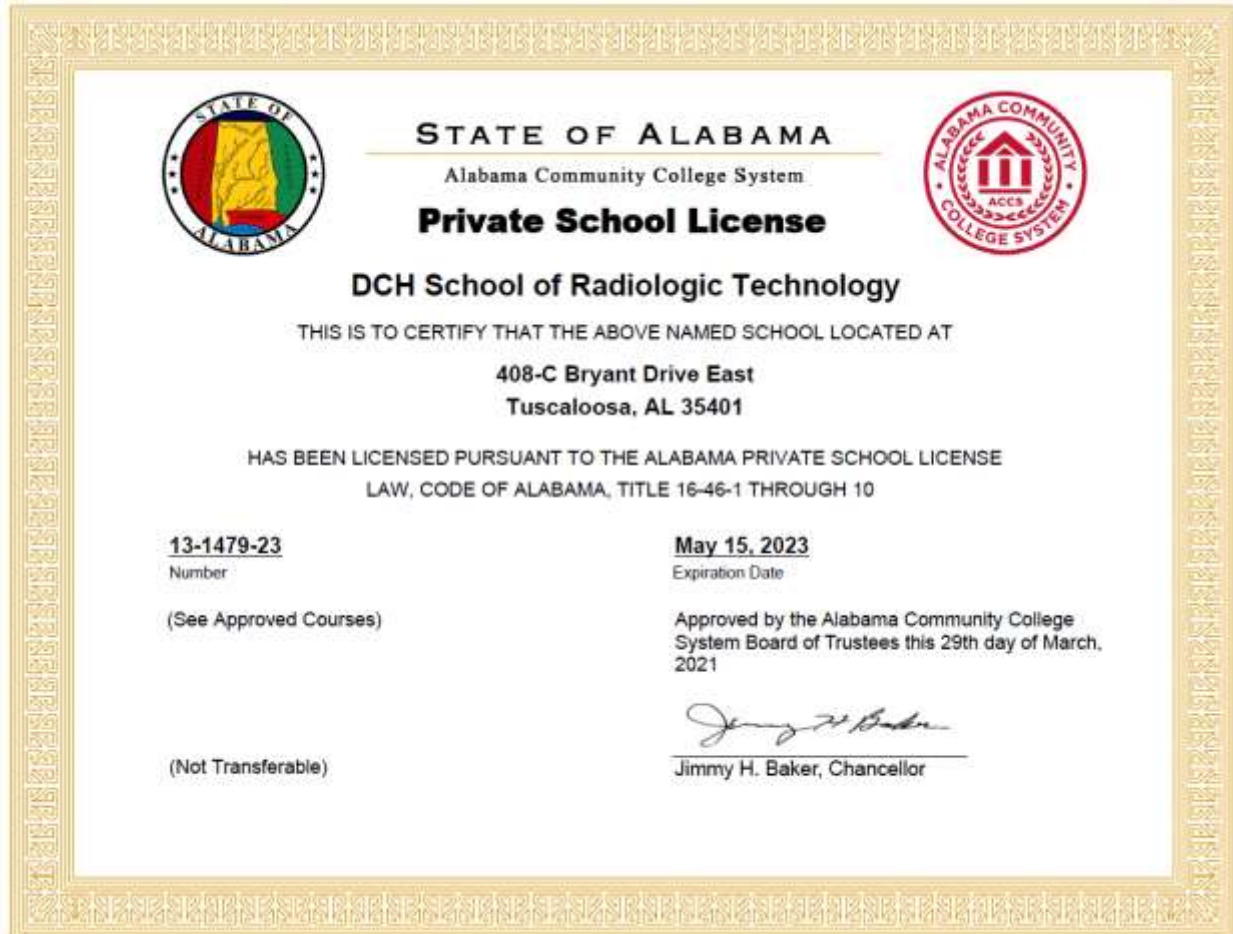 STATE OF ALABAMA
STATE OF ALABAMA
Alabama Community College System
Private School License
ALABAMA COMMUNITY COLLEGE SYSTEM
ACCS
DCH School of Radiologic Technology
THIS IS TO CERTIFY THAT THE ABOVE NAMED SCHOOL LOCATED AT
408-C Bryant Drive East
Tuscaloosa, AL 35401
HAS BEEN LICENSED PURSUANT TO THE ALABAMA PRIVATE SCHOOL LICENSE
LAW, CODE OF ALABAMA, TITLE 16-46-1 THROUGH 10
13-1479-23
Number
May 15, 2023
Expiration Date
(See Approved Courses)
Approved by the Alabama Community College
System Board of Trustees this 29th day of March,
2021
Jimmy H Baker
(Not Transferable)
Jimmy H. Baker, Chancellor